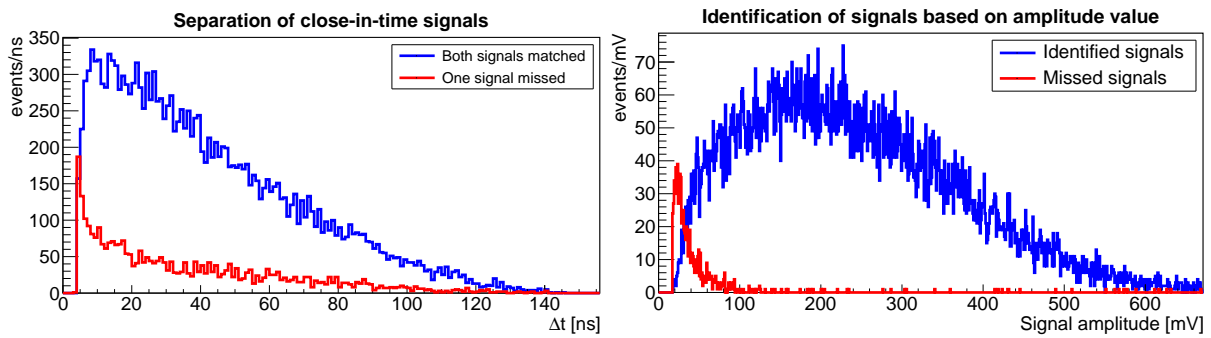 Separation of close-in-time signals
events/ns
350
300
250
200
150
100
50
0
Both signals matched
One signal missed
0 20 40 60 80 100 120 140
Δt [ns]
Identification of signals based on amplitude value
events/mV
70
60
50
40
30
20
10
0
Identified signals
Missed signals
0 100 200 300 400 500 600
Signal amplitude [mV]